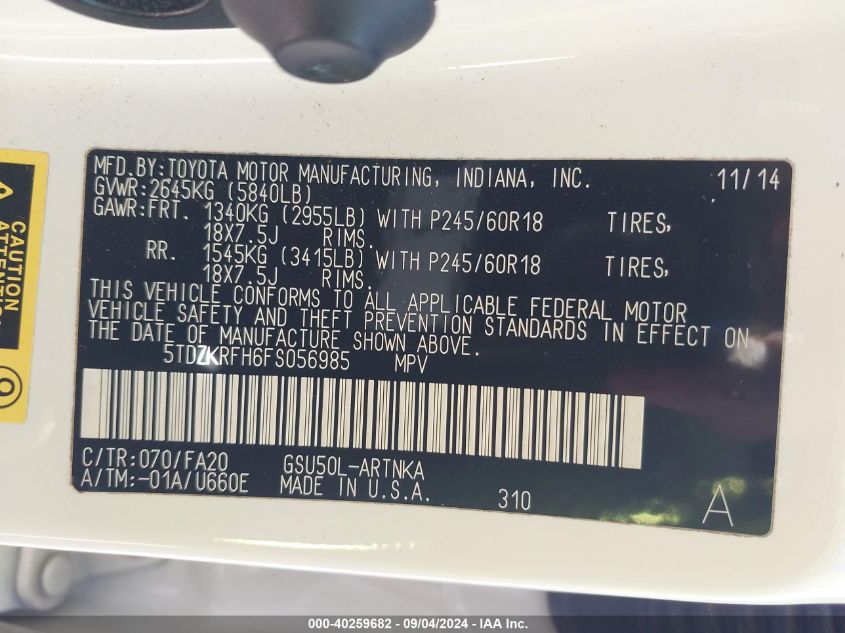 MFD.BY:TOYOTA MOTOR MANUFACTURING, INDIANA, INC. 11/14
GVWR:2645KG (5840LB)
GAWR:FRT. 1340KG (2955LB) WITH P245/60R18 TIRES,
18X7.5J RIMS.
RR. 1545KG (3415LB) WITH P245/60R18 TIRES,
18X7.5J RIMS.
THIS VEHICLE CONFORMS TO ALL APPLICABLE FEDERAL MOTOR
VEHICLE SAFETY AND THEFT PREVENTION STANDARDS IN EFFECT ON
THE DATE OF MANUFACTURE SHOWN ABOVE.
5TDZKRFH6FS056985 MPV
C/TR:070/FA20 GSU50L-ARTNKA
A/TM:-01A/U660E MADE IN U.S.A. 310 A
CAUTION
000-40259682 - 09/04/2024 - IAA Inc.